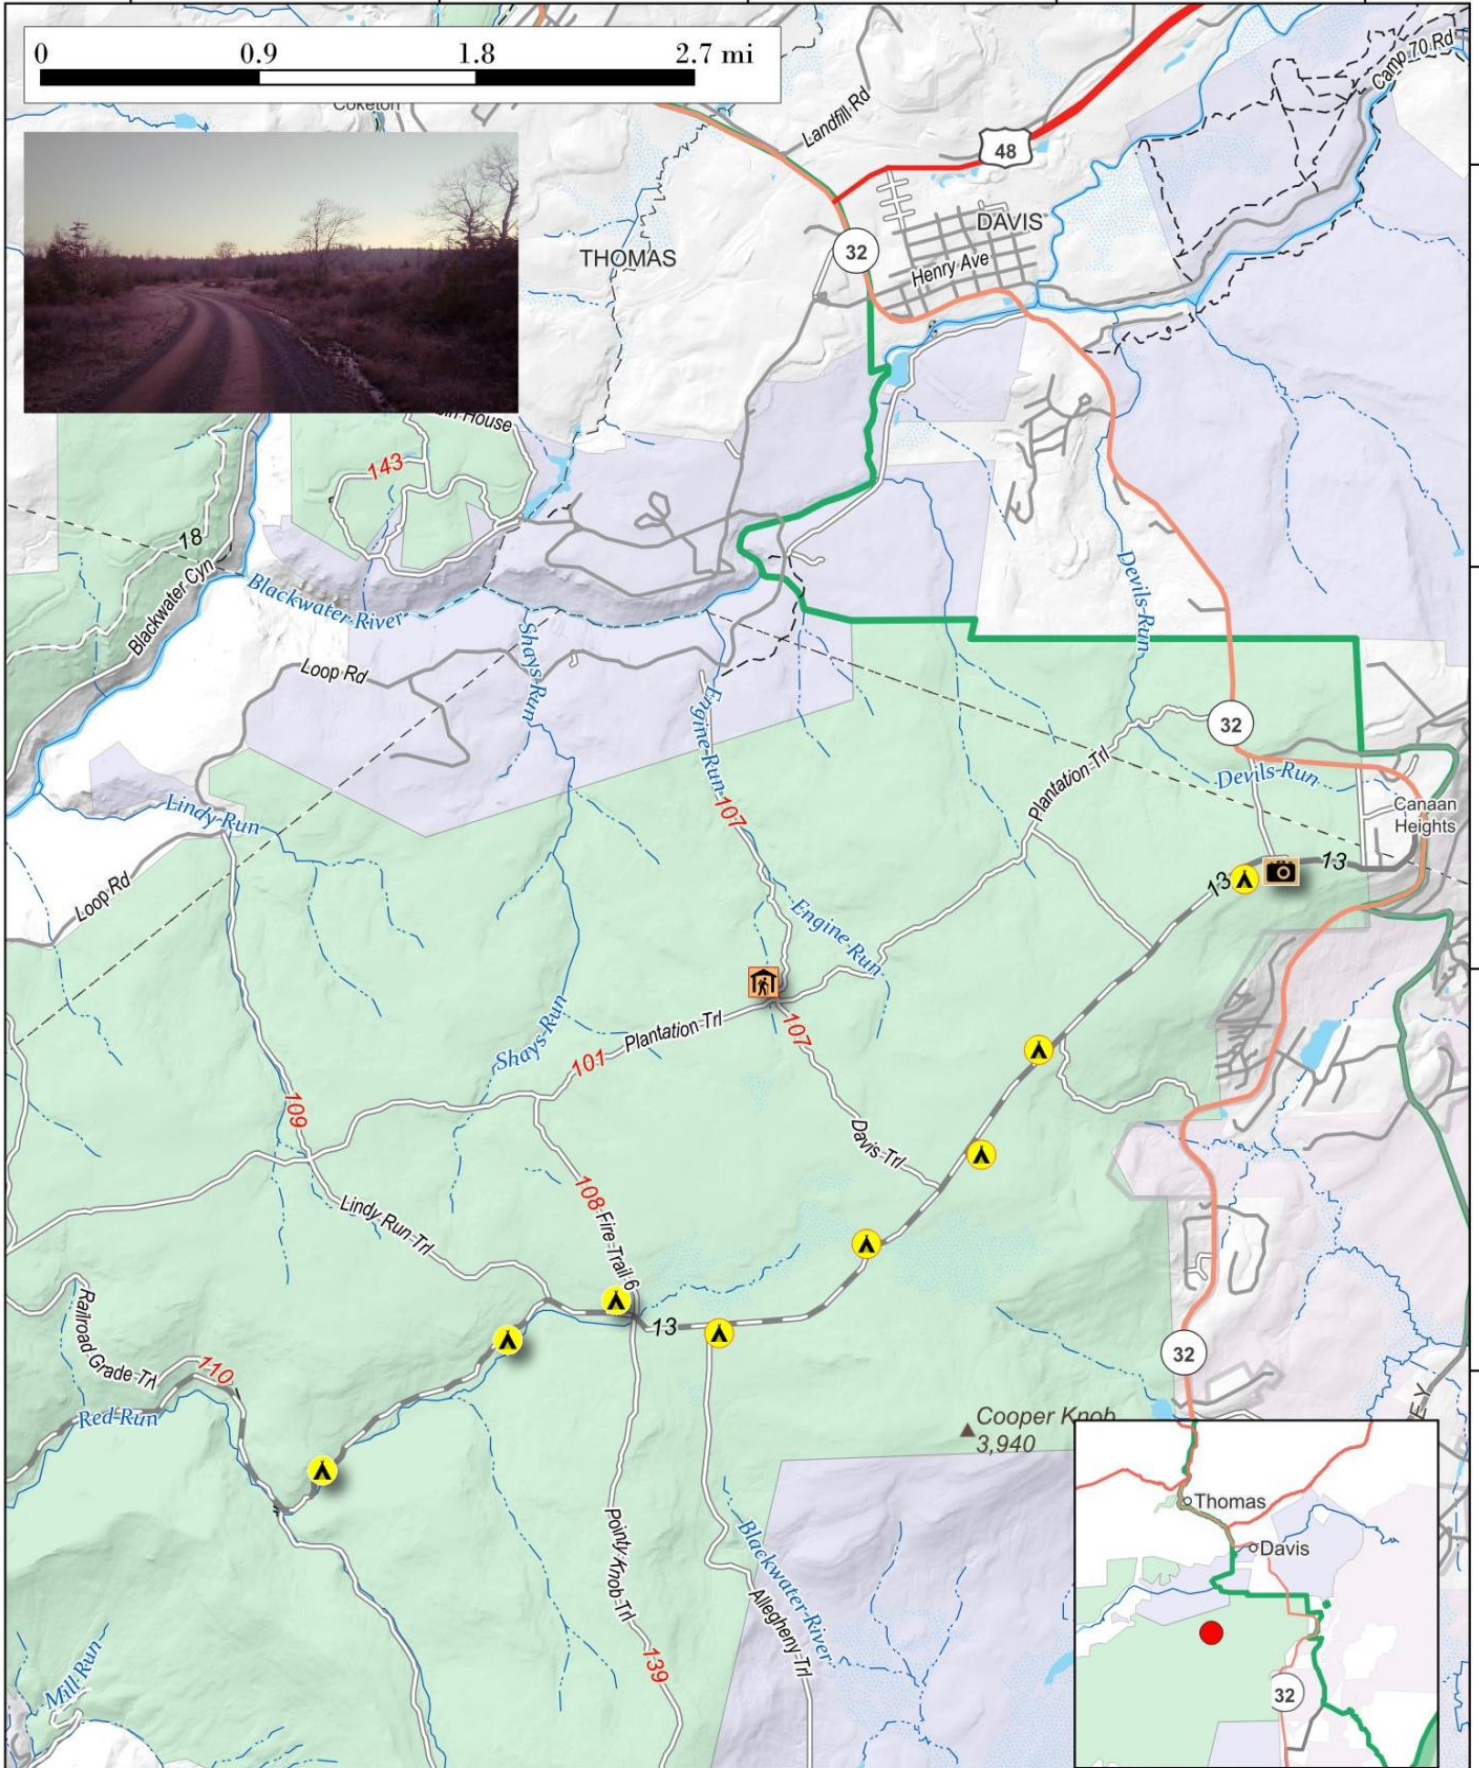 0 0.9 1.8 2.7 mi
Coketon
Landfill Rd
Camp 70 Rd
48
DAVIS
THOMAS
32
Henry Ave
House
143
18
Blackwater Cyn
Blackwater River
Devils Run
Shays Run
Loop Rd
Engine Run
32
Plantation Trl
Devils Run
Lindy Run
107
Canaan
Heights
13
13
Loop Rd
Engine Run
Shays Run
Plantation Trl
107
101
109
Davis Trl
108
Lindy Run Trl
Fire Trail 6
13
Railroad Grade Trl
110
32
Red Run
EY
Cooper Knob
3,940
Thomas
Davis
Pointy Knob Trl
Blackwater River
Allegheny Trl
139
Mill Run
32